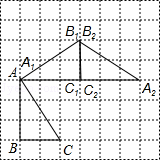 B₁ B₂
A A₁
C₁ C₂ A₂
B C